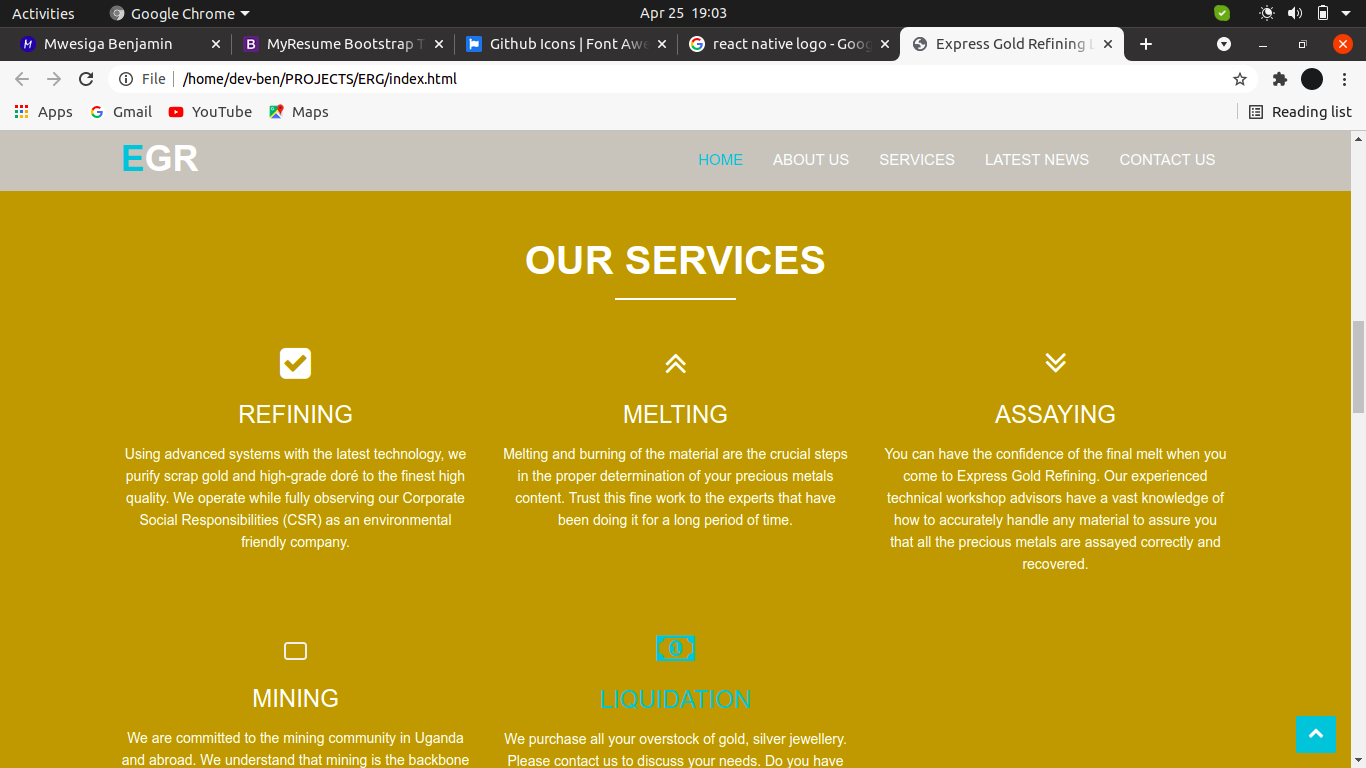 Activities Google Chrome Apr 25 19:03
Mwesiga Benjamin MyResume Bootstrap T Github Icons | Font Awe react native logo - Goog Express Gold Refining L
File /home/dev-ben/PROJECTS/ERG/index.html
Apps Gmail YouTube Maps Reading list
EGR HOME ABOUT US SERVICES LATEST NEWS CONTACT US
OUR SERVICES
REFINING
Using advanced systems with the latest technology, we
purify scrap gold and high-grade doré to the finest high
quality. We operate while fully observing our Corporate
Social Responsibilities (CSR) as an environmental
friendly company.
MELTING
Melting and burning of the material are the crucial steps
in the proper determination of your precious metals
content. Trust this fine work to the experts that have
been doing it for a long period of time.
ASSAYING
You can have the confidence of the final melt when you
come to Express Gold Refining. Our experienced
technical workshop advisors have a vast knowledge of
how to accurately handle any material to assure you
that all the precious metals are assayed correctly and
recovered.
MINING
We are committed to the mining community in Uganda
and abroad. We understand that mining is the backbone
LIQUIDATION
We purchase all your overstock of gold, silver jewellery.
Please contact us to discuss your needs. Do you have